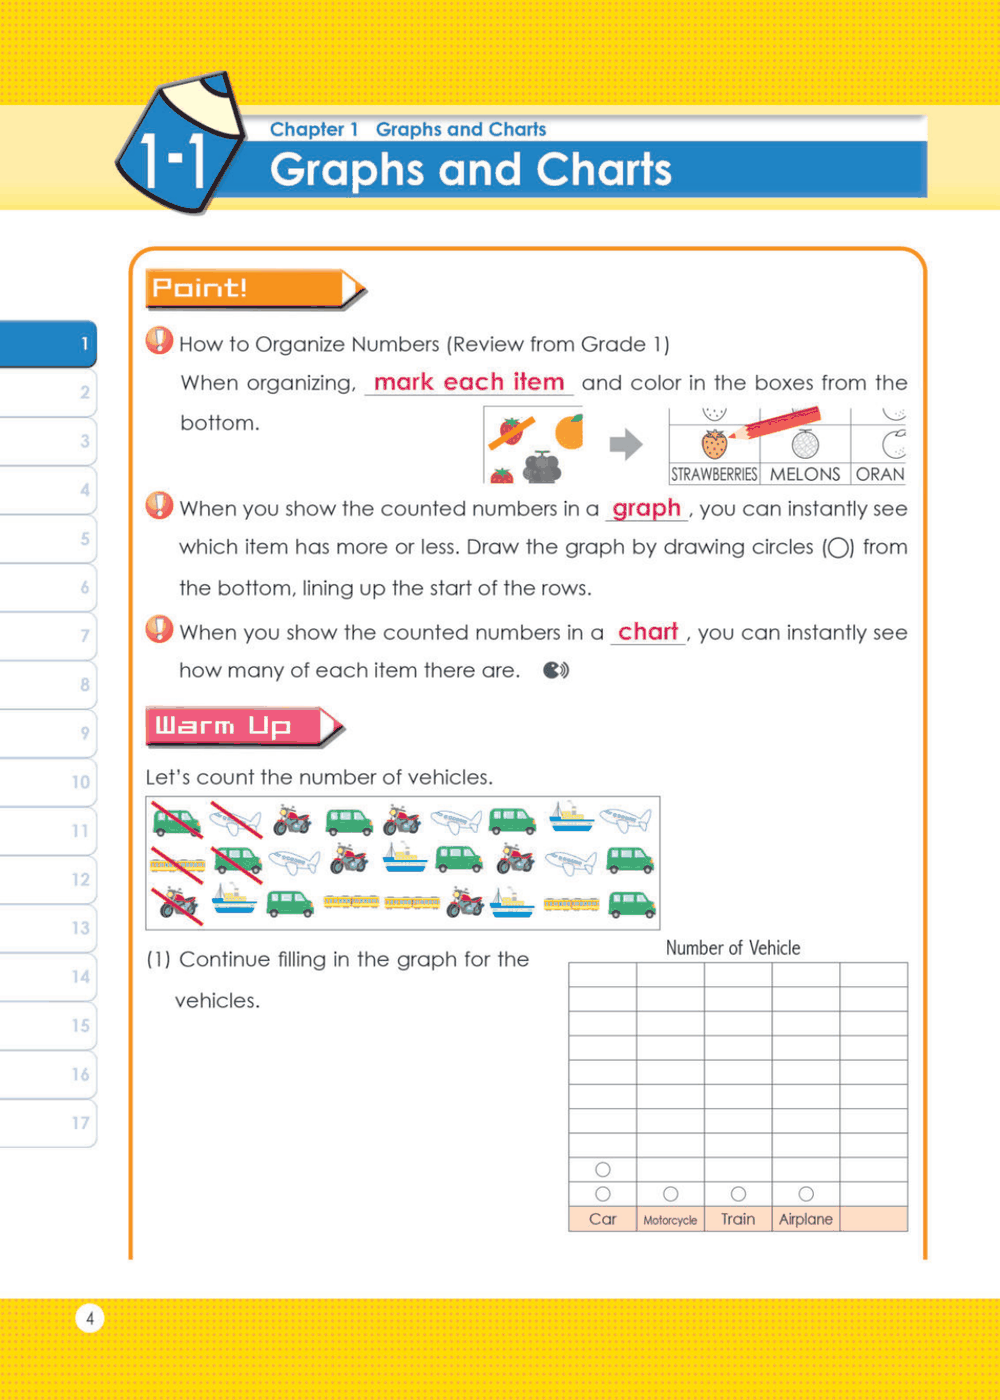 1-1
Chapter 1 Graphs and Charts
Graphs and Charts
Point!
How to Organize Numbers (Review from Grade 1)
When organizing, mark each item and color in the boxes from the
bottom.
STRAWBERRIES MELONS ORAN
When you show the counted numbers in a graph, you can instantly see
which item has more or less. Draw the graph by drawing circles (○) from
the bottom, lining up the start of the rows.
When you show the counted numbers in a chart, you can instantly see
how many of each item there are.
Warm Up
Let's count the number of vehicles.
(1) Continue filling in the graph for the
vehicles.
Number of Vehicle
Car Motorcycle Train Airplane
1
2
3
4
5
6
7
8
9
10
11
12
13
14
15
16
17
4